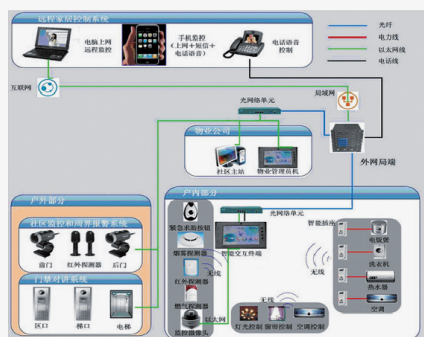 远程家居控制系统
电脑上网
远程监控
手机监控
（上网+短信+
电话语音）
电话语音
控制
光纤
电力线
以太网线
电话线
互联网
局域网
光网络单元
外网局端
物业公司
社区主站
物业管理员机
户外部分
社区监控和周界报警系统
前门
红外探测器
后门
门禁对讲系统
区口
梯口
电梯
户内部分
紧急求助按钮
烟雾探测器
红外探测器
燃气探测器
监控摄像头
光网络单元
智能交互终端
无线
以太网
无线
灯光控制
窗帘控制
空调控制
无线
智能插座
电饭煲
洗衣机
热水器
空调